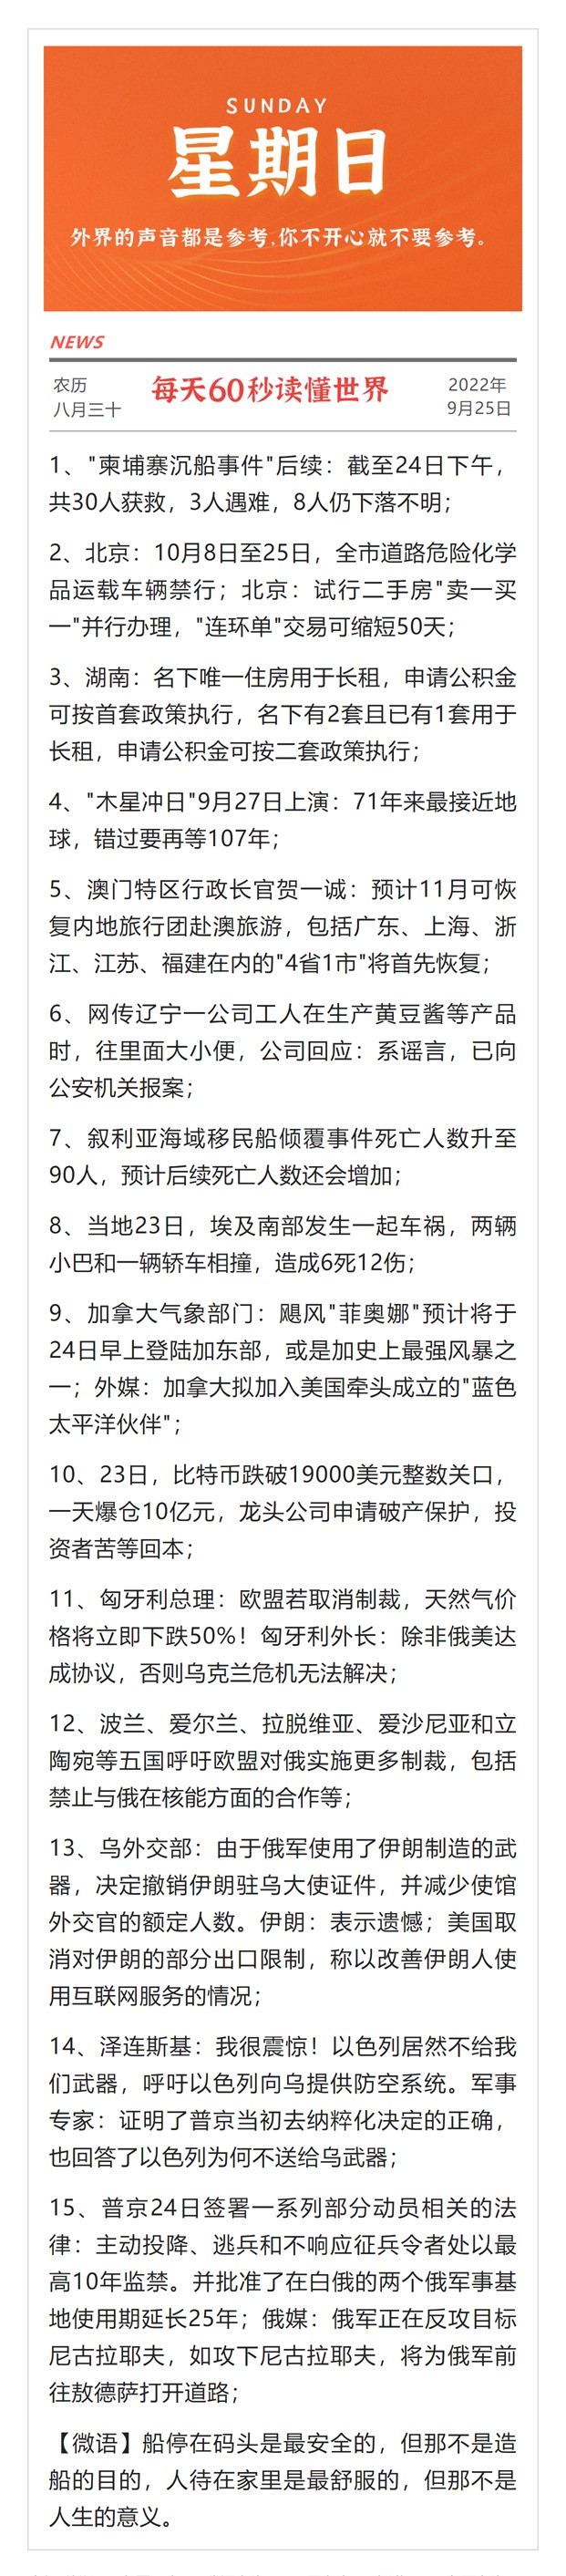 SUNDAY
星期日
外界的声音都是参考,你不开心就不要参考。
NEWS
农历
八月三十
每天60秒读懂世界
2022年
9月25日
1、"柬埔寨沉船事件"后续：截至24日下午，
共30人获救，3人遇难，8人仍下落不明；
2、北京：10月8日至25日，全市道路危险化学
品运载车辆禁行；北京：试行二手房"卖一买
一"并行办理，"连环单"交易可缩短50天；
3、湖南：名下唯一住房用于长租，申请公积金
可按首套政策执行，名下有2套且已有1套用于
长租，申请公积金可按二套政策执行；
4、"木星冲日"9月27日上演：71年来最接近地
球，错过要再等107年；
5、澳门特区行政长官贺一诚：预计11月可恢
复内地旅行团赴澳旅游，包括广东、上海、浙
江、江苏、福建在内的"4省1市"将首先恢复；
6、网传辽宁一公司工人在生产黄豆酱等产品
时，往里面大小便，公司回应：系谣言，已向
公安机关报案；
7、叙利亚海域移民船倾覆事件死亡人数升至
90人，预计后续死亡人数还会增加；
8、当地23日，埃及南部发生一起车祸，两辆
小巴和一辆轿车相撞，造成6死12伤；
9、加拿大气象部门：飓风"菲奥娜"预计将于
24日早上登陆加东部，或是加史上最强风暴之
一；外媒：加拿大拟加入美国牵头成立的"蓝色
太平洋伙伴"；
10、23日，比特币跌破19000美元整数关口，
一天爆仓10亿元，龙头公司申请破产保护，投
资者苦等回本；
11、匈牙利总理：欧盟若取消制裁，天然气价
格将立即下跌50%！匈牙利外长：除非俄美达
成协议，否则乌克兰危机无法解决；
12、波兰、爱尔兰、拉脱维亚、爱沙尼亚和立
陶宛等五国呼吁欧盟对俄实施更多制裁，包括
禁止与俄在核能方面的合作等；
13、乌外交部：由于俄军使用了伊朗制造的武
器，决定撤销伊朗驻乌大使证件，并减少使馆
外交官的额定人数。伊朗：表示遗憾；美国取
消对伊朗的部分出口限制，称以改善伊朗人使
用互联网服务的情况；
14、泽连斯基：我很震惊！以色列居然不给我
们武器，呼吁以色列向乌提供防空系统。军事
专家：证明了普京当初去纳粹化决定的正确，
也回答了以色列为何不送给乌武器；
15、普京24日签署一系列部分动员相关的法
律：主动投降、逃兵和不响应征兵令者处以最
高10年监禁。并批准了在白俄的两个俄军事基
地使用期延长25年；俄媒：俄军正在反攻目标
尼古拉耶夫，如攻下尼古拉耶夫，将为俄军前
往敖德萨打开道路；
【微语】船停在码头是最安全的，但那不是造
船的目的，人待在家里是最舒服的，但那不是
人生的意义。